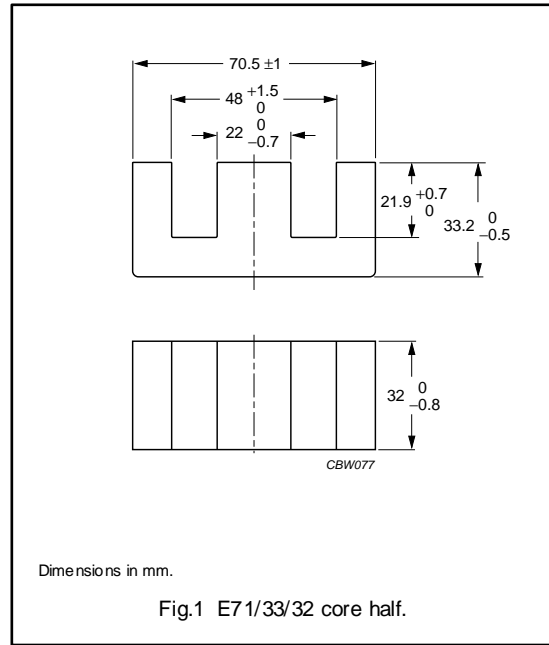 70.5 ±1
48 +1.5 0
22 0 −0.7
21.9 +0.7 0
33.2 0 −0.5
32 0 −0.8
CBW077
Dimensions in mm.
Fig.1 E71/33/32 core half.